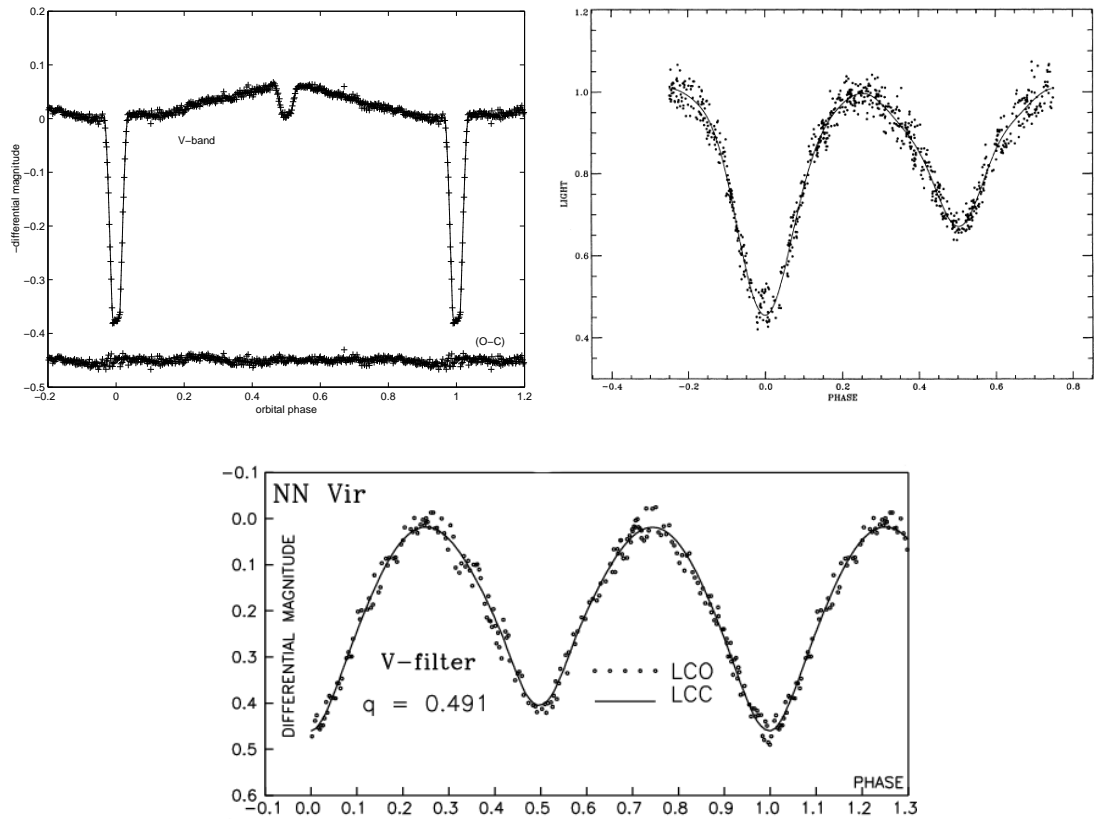 0.2
0.1
0
−0.1
−0.2
−0.3
−0.4
−0.5
−differential magnitude
V−band
(O−C)
−0.2 0 0.2 0.4 0.6 0.8 1 1.2
orbital phase
1.2
1.0
0.8
0.6
0.4
LIGHT
−0.4 −0.2 0.0 0.2 0.4 0.6 0.8
PHASE
−0.1
0.0
0.1
0.2
0.3
0.4
0.5
0.6
DIFFERENTIAL MAGNITUDE
NN Vir
V-filter
q = 0.491
LCO
LCC
PHASE
−0.1 0.0 0.1 0.2 0.3 0.4 0.5 0.6 0.7 0.8 0.9 1.0 1.1 1.2 1.3